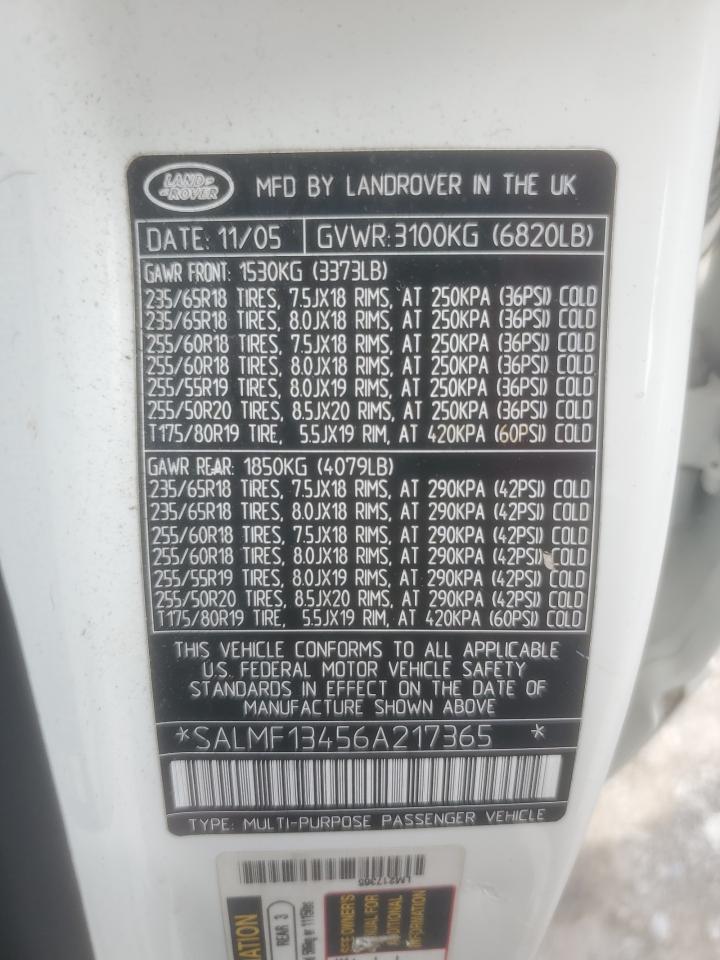 LAND-
-ROVER
MFD BY LANDROVER IN THE UK
DATE: 11/05 GVWR:3100KG (6820LB)
GAWR FRONT: 1530KG (3373LB)
235/65R18 TIRES, 7.5JX18 RIMS, AT 250KPA (36PSI) COLD
235/65R18 TIRES, 8.0JX18 RIMS, AT 250KPA (36PSI) COLD
255/60R18 TIRES, 7.5JX18 RIMS, AT 250KPA (36PSI) COLD
255/60R18 TIRES, 8.0JX18 RIMS, AT 250KPA (36PSI) COLD
255/55R19 TIRES, 8.0JX19 RIMS, AT 250KPA (36PSI) COLD
255/50R20 TIRES, 8.5JX20 RIMS, AT 250KPA (36PSI) COLD
T175/80R19 TIRE, 5.5JX19 RIM, AT 420KPA (60PSI) COLD
GAWR REAR: 1850KG (4079LB)
235/65R18 TIRES, 7.5JX18 RIMS, AT 290KPA (42PSI) COLD
235/65R18 TIRES, 8.0JX18 RIMS, AT 290KPA (42PSI) COLD
255/60R18 TIRES, 7.5JX18 RIMS, AT 290KPA (42PSI) COLD
255/60R18 TIRES, 8.0JX18 RIMS, AT 290KPA (42PSI) COLD
255/55R19 TIRES, 8.0JX19 RIMS, AT 290KPA (42PSI) COLD
255/50R20 TIRES, 8.5JX20 RIMS, AT 290KPA (42PSI) COLD
T175/80R19 TIRE, 5.5JX19 RIM, AT 420KPA (60PSI) COLD
THIS VEHICLE CONFORMS TO ALL APPLICABLE
U.S. FEDERAL MOTOR VEHICLE SAFETY
STANDARDS IN EFFECT ON THE DATE OF
MANUFACTURE SHOWN ABOVE
*SALMF13456A217365 *
TYPE: MULTI-PURPOSE PASSENGER VEHICLE
LM217365
REAR 3
SEE OWNER'S
MANUAL FOR
ADDITIONAL
INFORMATION